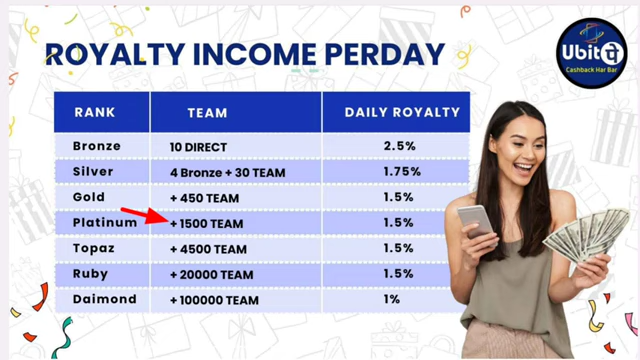 ROYALTY INCOME PERDAY
Ubitपे
Cashback Har Bar
RANK TEAM DAILY ROYALTY
Bronze 10 DIRECT 2.5%
Silver 4 Bronze + 30 TEAM 1.75%
Gold + 450 TEAM 1.5%
Platinum + 1500 TEAM 1.5%
Topaz + 4500 TEAM 1.5%
Ruby + 20000 TEAM 1.5%
Daimond + 100000 TEAM 1%